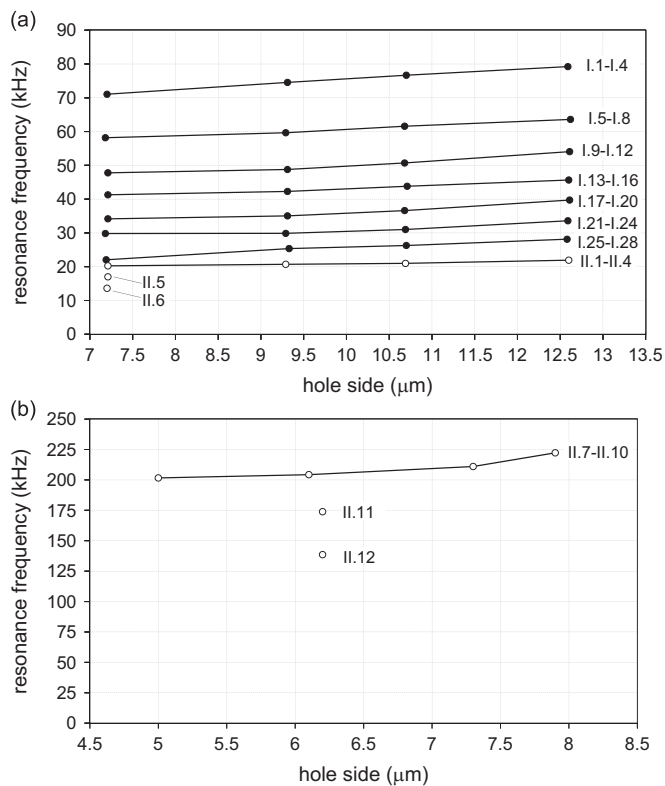 (a)
90
80
70
60
50
40
30
20
10
0
resonance frequency (kHz)
I.1-I.4
I.5-I.8
I.9-I.12
I.13-I.16
I.17-I.20
I.21-I.24
I.25-I.28
II.1-II.4
II.5
II.6
7 7.5 8 8.5 9 9.5 10 10.5 11 11.5 12 12.5 13 13.5
hole side (μm)
(b)
250
225
200
175
150
125
100
75
50
25
0
resonance frequency (kHz)
II.7-II.10
II.11
II.12
4.5 5 5.5 6 6.5 7 7.5 8 8.5
hole side (μm)